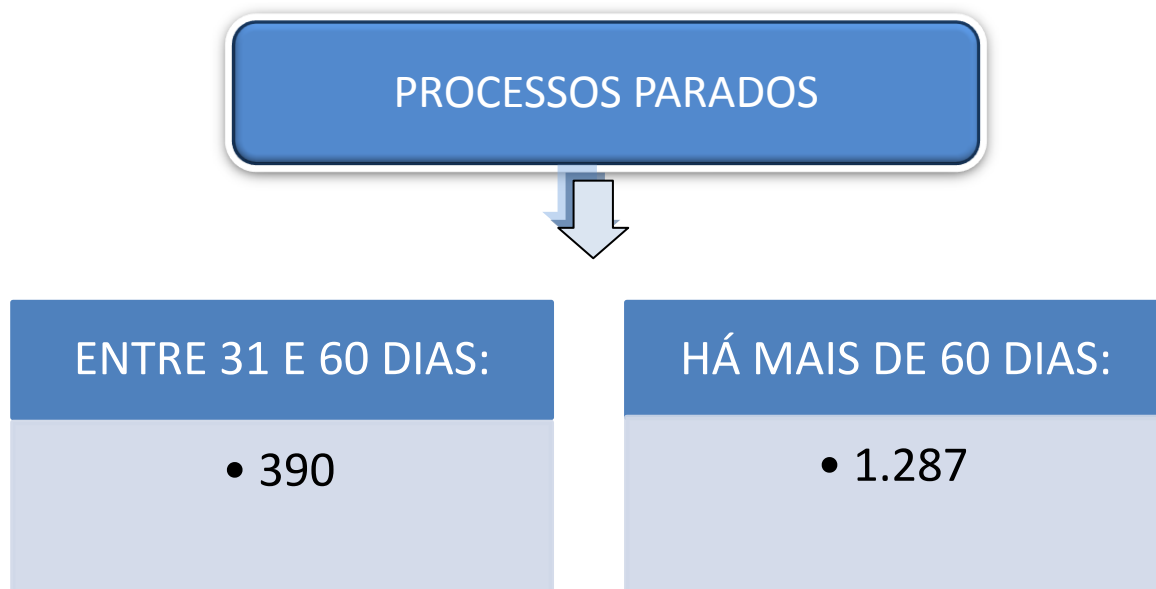 PROCESSOS PARADOS
ENTRE 31 E 60 DIAS:
• 390
HÁ MAIS DE 60 DIAS:
• 1.287